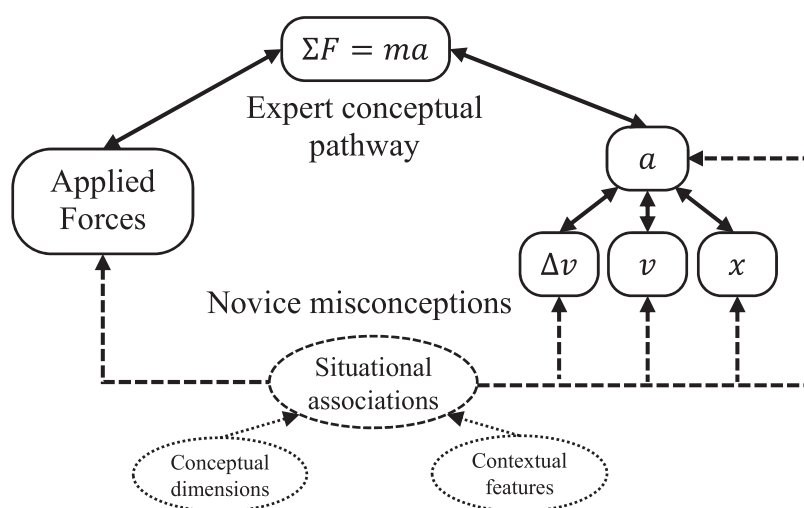 ΣF = ma
Expert conceptual
pathway
Applied
Forces
a
Δv
v
x
Novice misconceptions
Situational
associations
Conceptual
dimensions
Contextual
features